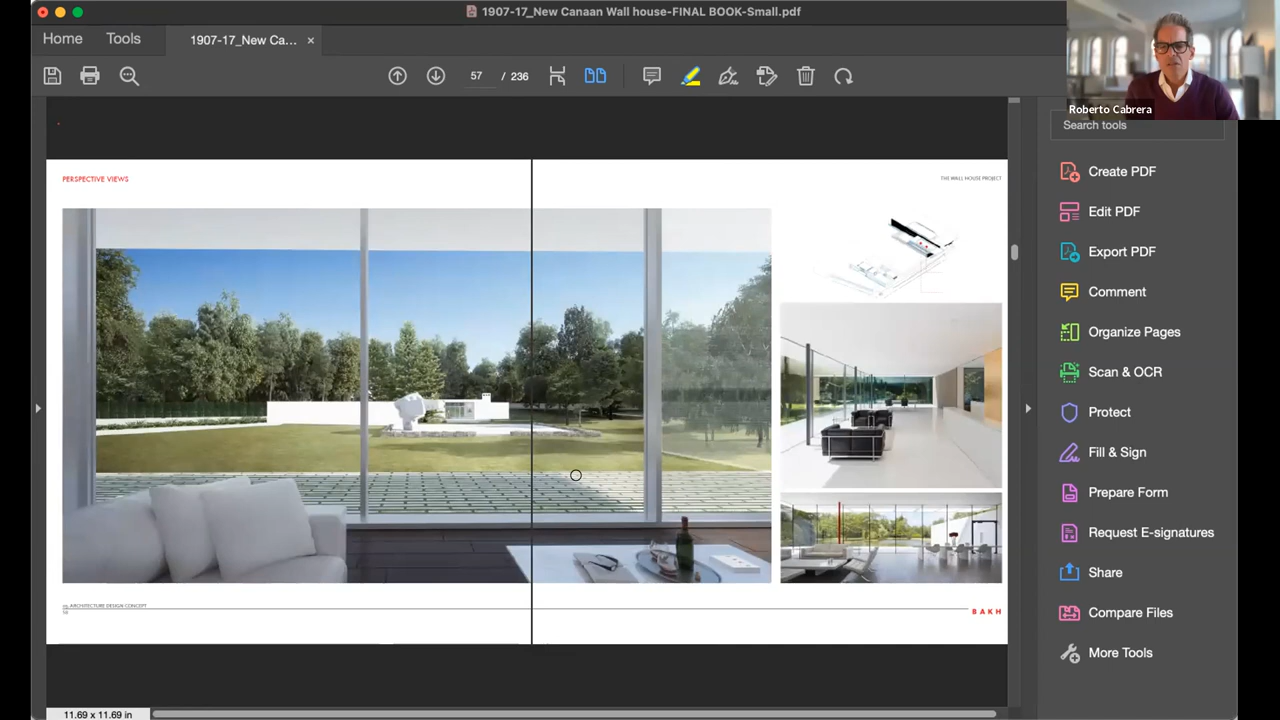 1907-17_New Canaan Wall house-FINAL BOOK-Small.pdf
Home
Tools
1907-17_New Ca...
57 / 236
Roberto Cabrera
Search tools
Create PDF
Edit PDF
Export PDF
Comment
Organize Pages
Scan & OCR
Protect
Fill & Sign
Prepare Form
Request E-signatures
Share
Compare Files
More Tools
PERSPECTIVE VIEWS
THE WALL HOUSE PROJECT
ARCHITECTURE DESIGN CONCEPT
BAKH
11.69 x 11.69 in